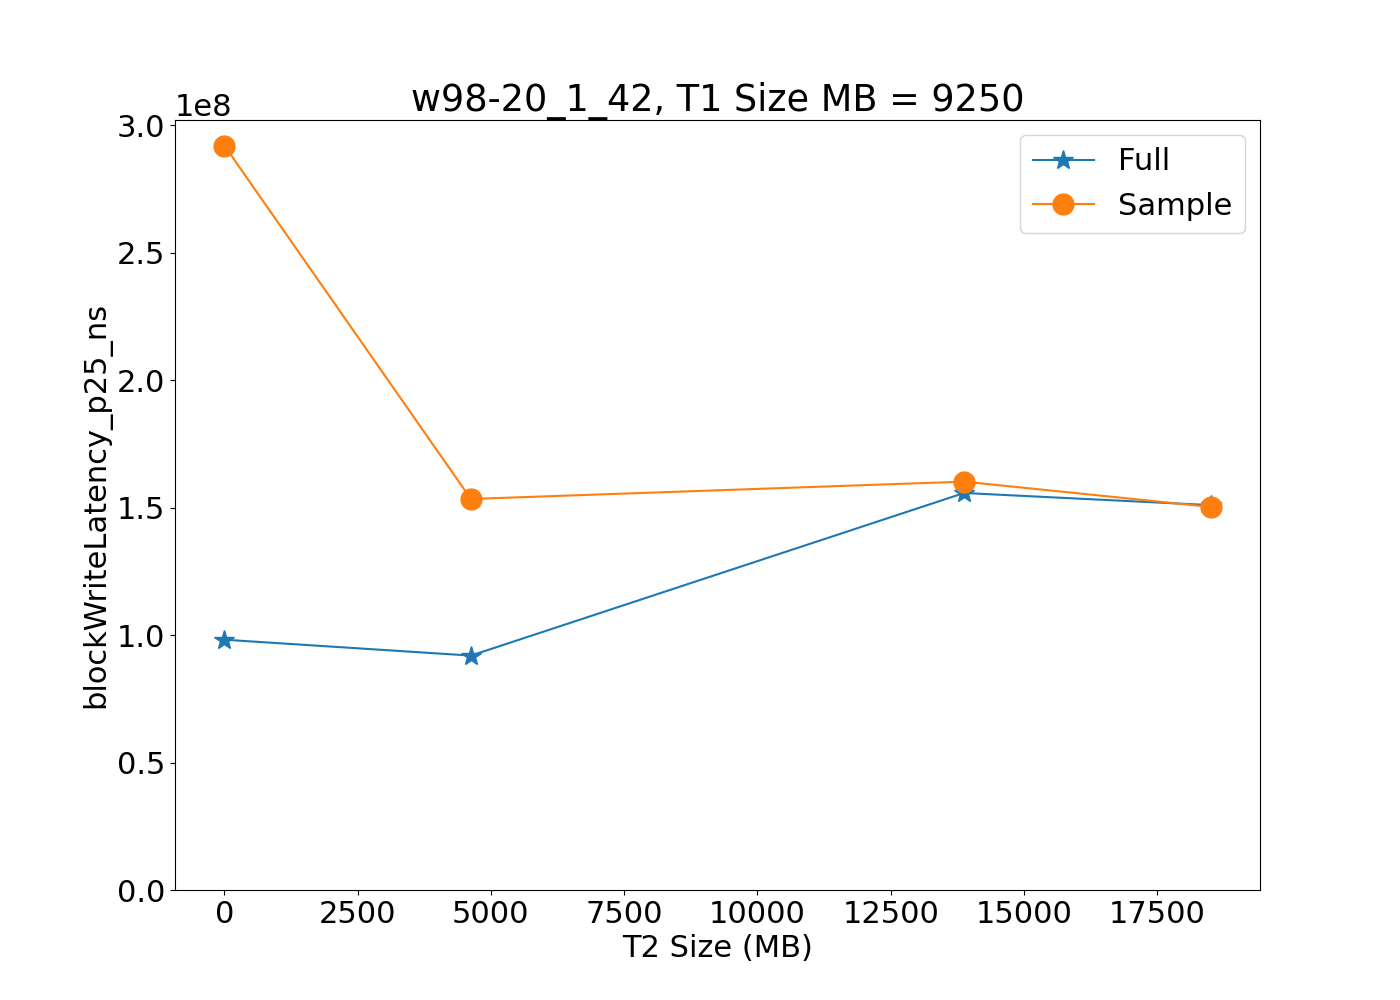 w98-20_1_42, T1 Size MB = 9250
1e8
3.0
2.5
2.0
1.5
1.0
0.5
0.0
blockWriteLatency_p25_ns
Full
Sample
0 2500 5000 7500 10000 12500 15000 17500
T2 Size (MB)